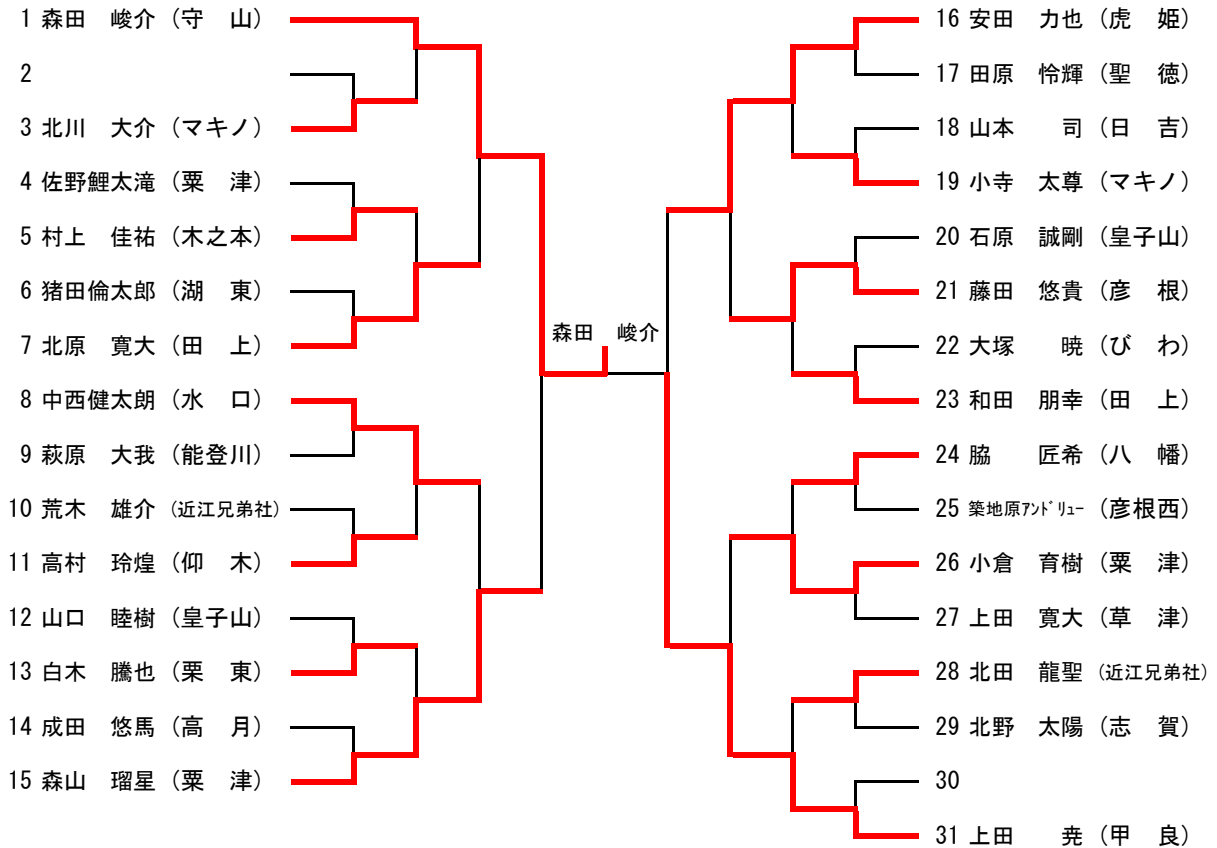 1 森田　峻介（守　山）
2
3 北川　大介（マキノ）
4 佐野鯉太滝（粟　津）
5 村上　佳祐（木之本）
6 猪田倫太郎（湖　東）
7 北原　寛大（田　上）
8 中西健太朗（水　口）
9 萩原　大我（能登川）
10 荒木　雄介（近江兄弟社）
11 高村　玲煌（仰　木）
12 山口　睦樹（皇子山）
13 白木　騰也（栗　東）
14 成田　悠馬（高　月）
15 森山　瑠星（粟　津）
森田　峻介
16 安田　力也（虎　姫）
17 田原　怜輝（聖　徳）
18 山本　　司（日　吉）
19 小寺　太尊（マキノ）
20 石原　誠剛（皇子山）
21 藤田　悠貴（彦　根）
22 大塚　　暁（び　わ）
23 和田　朋幸（田　上）
24 脇　　匠希（八　幡）
25 築地原ｱﾝﾄﾞﾘｭｰ（彦根西）
26 小倉　育樹（粟　津）
27 上田　寛大（草　津）
28 北田　龍聖（近江兄弟社）
29 北野　太陽（志　賀）
30
31 上田　　尭（甲　良）